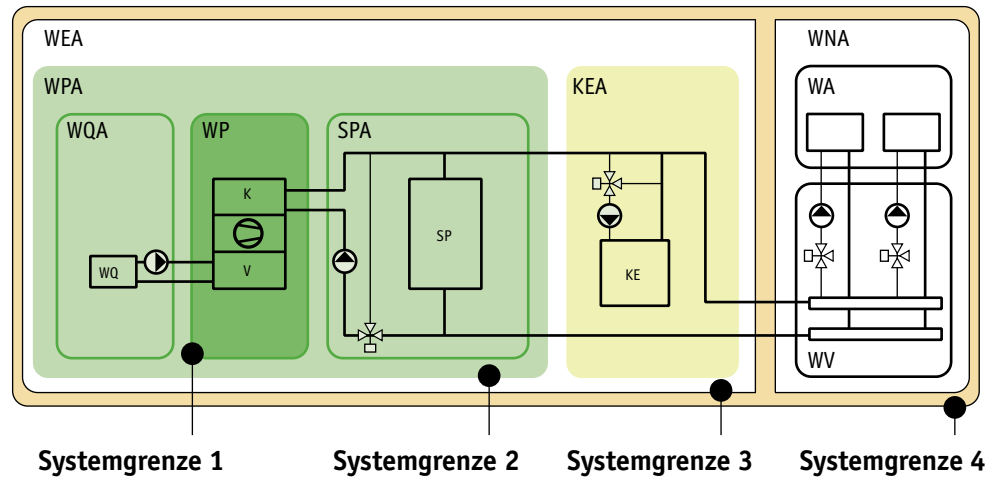 WEA
WNA
WPA
KEA
WA
WQA
WP
SPA
K
SP
WQ
V
KE
WV
Systemgrenze 1
Systemgrenze 2
Systemgrenze 3
Systemgrenze 4